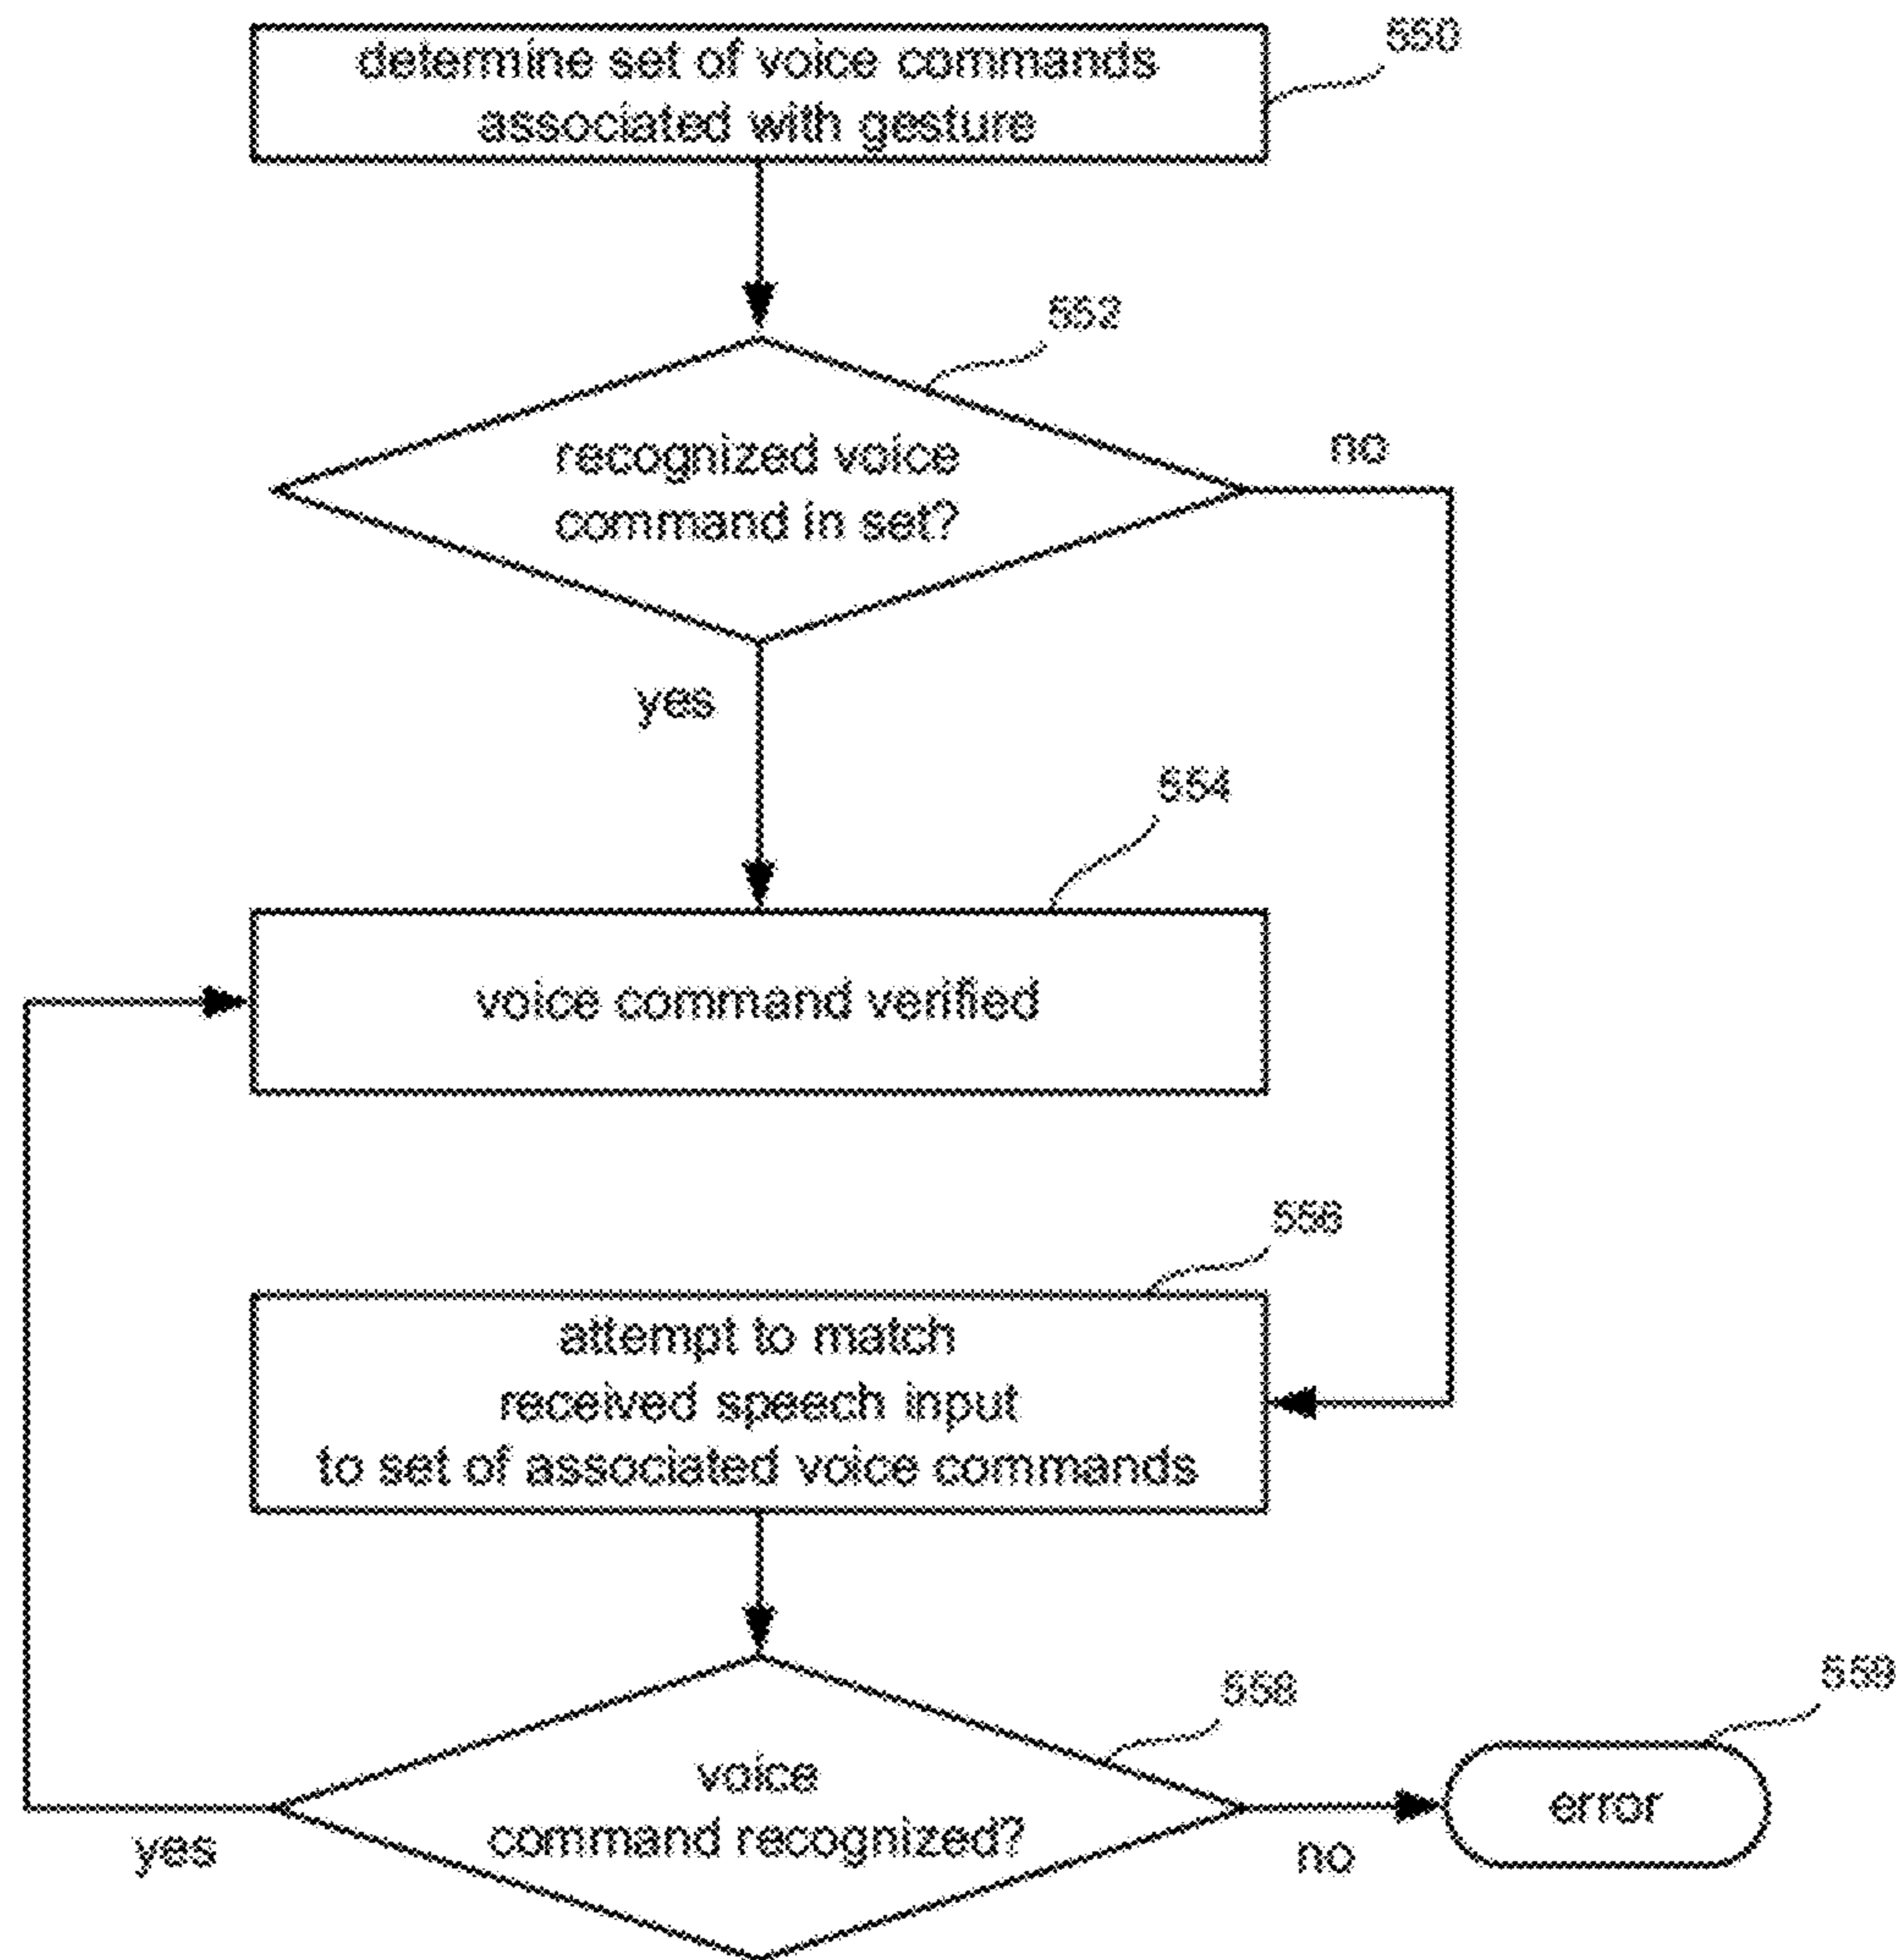 determine set of voice commands
associated with gesture
550
552
recognized voice
command in set?
no
yes
554
voice command verified
556
attempt to match
received speech input
to set of associated voice commands
558
voice
command recognized?
yes
no
559
error